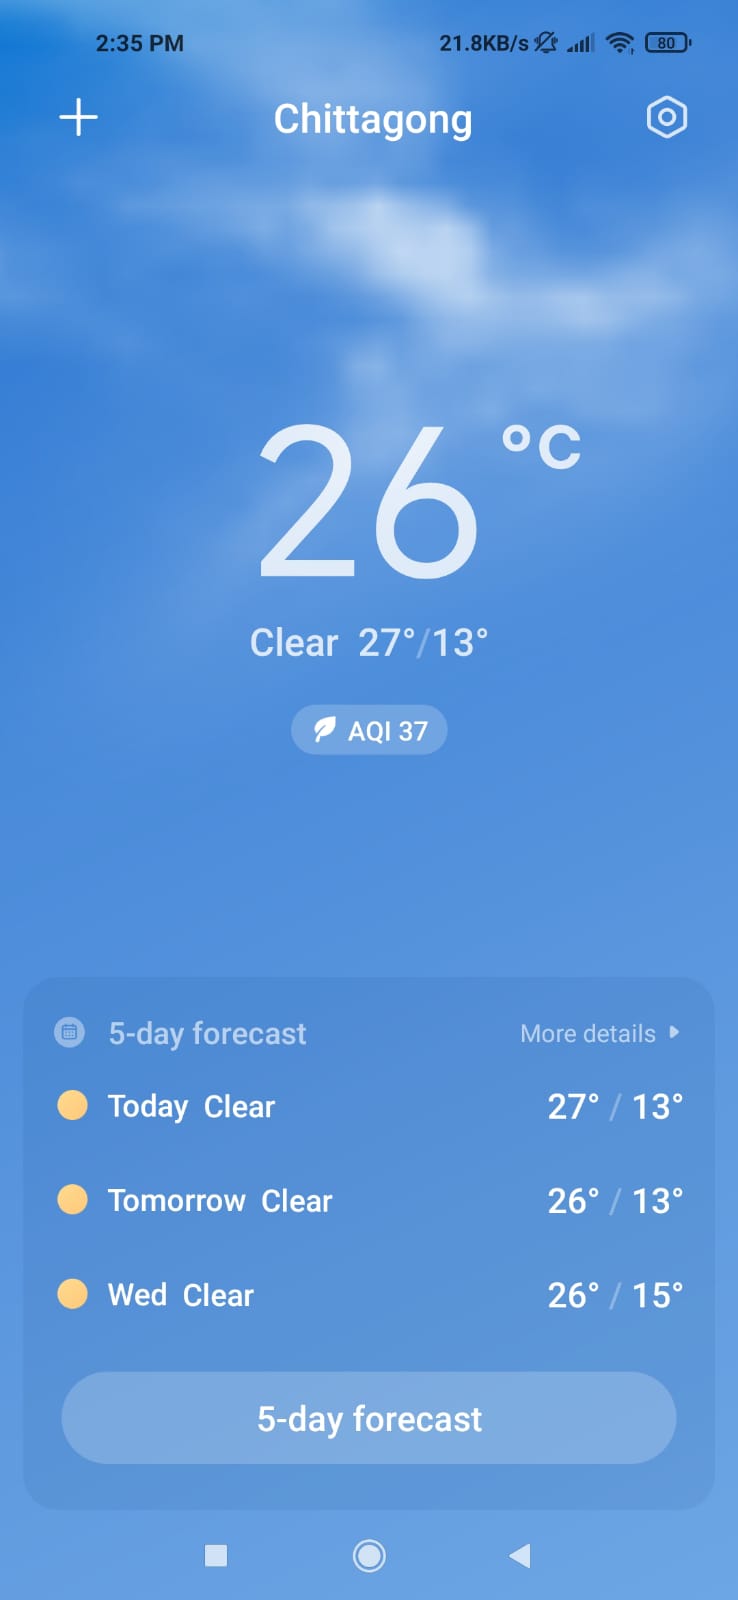 2:35 PM 21.8KB/s 80
Chittagong
26 °C
Clear 27°/13°
AQI 37
5-day forecast More details
Today Clear 27° / 13°
Tomorrow Clear 26° / 13°
Wed Clear 26° / 15°
5-day forecast